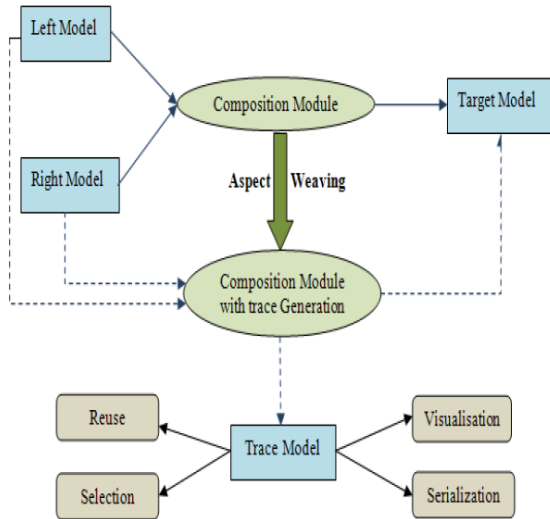 Left Model
Composition Module
Target Model
Right Model
Aspect Weaving
Composition Module
with trace Generation
Reuse
Visualisation
Trace Model
Selection
Serialization